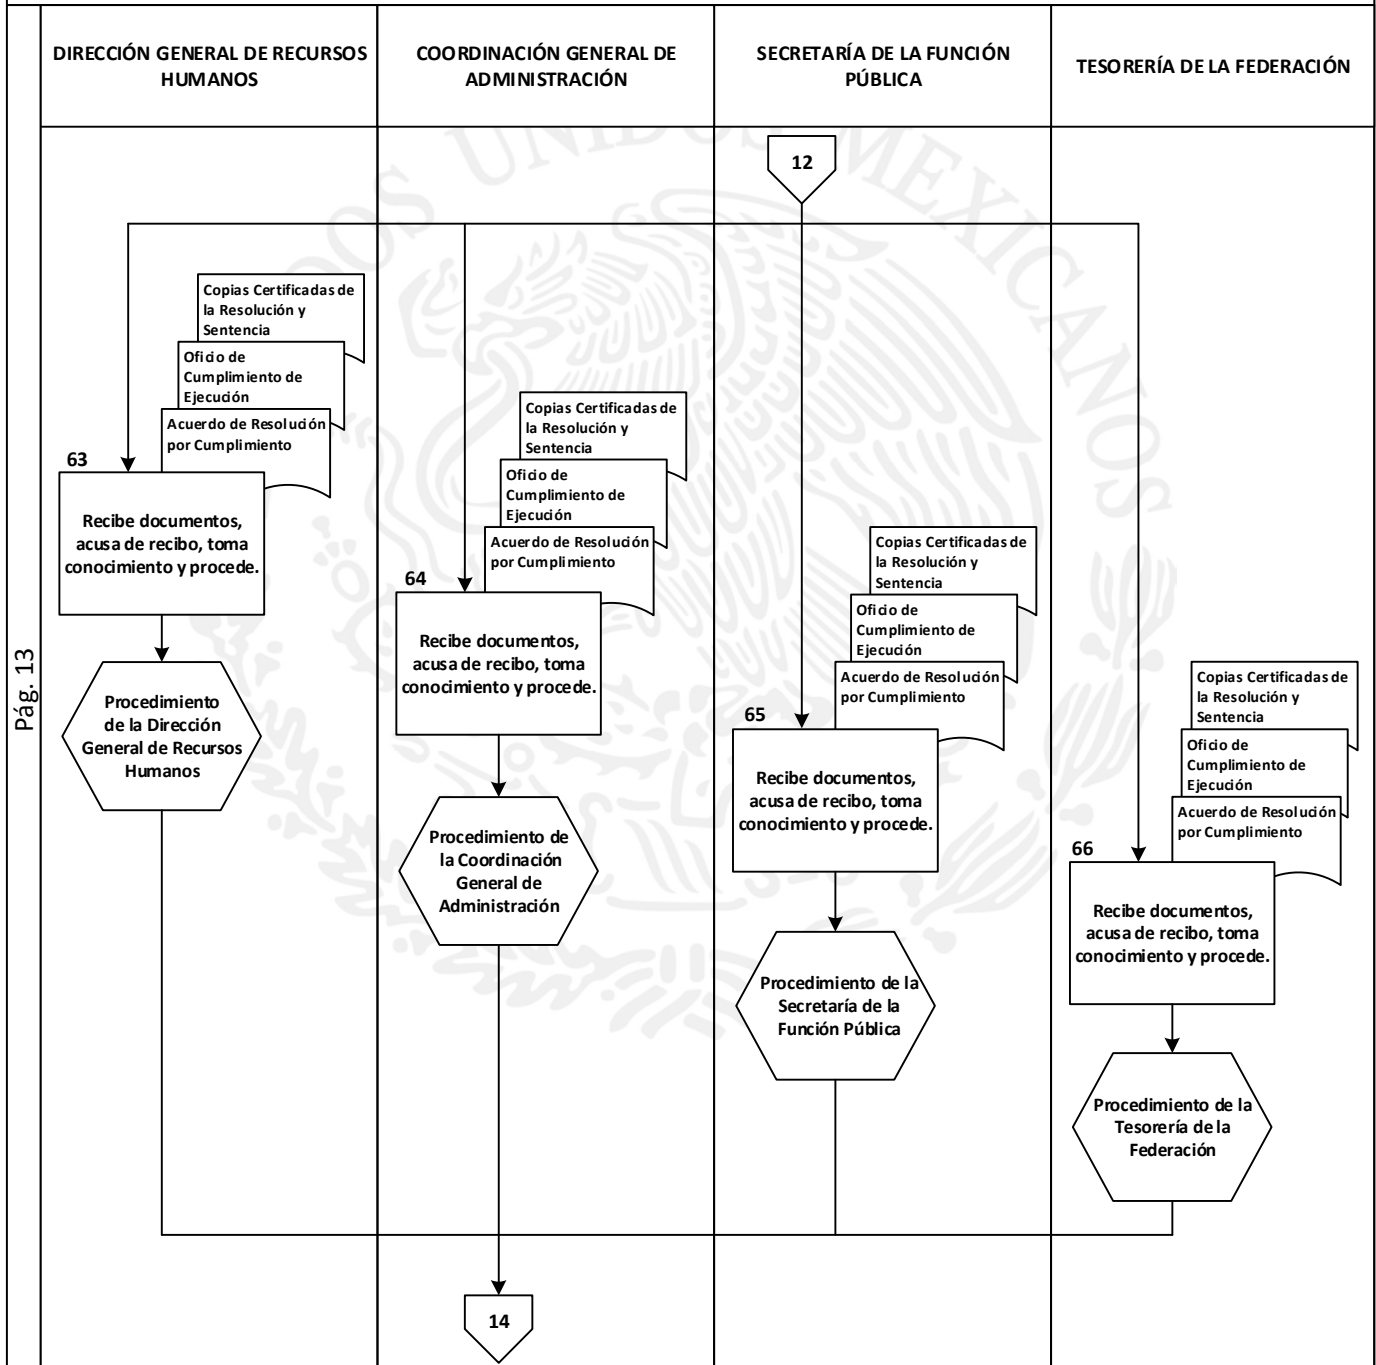 DIRECCIÓN GENERAL DE RECURSOS
HUMANOS
COORDINACIÓN GENERAL DE
ADMINISTRACIÓN
SECRETARÍA DE LA FUNCIÓN
PÚBLICA
TESORERÍA DE LA FEDERACIÓN
Pág. 13
DOS UNIDOS MEXICANOS
12
Copias Certificadas de
la Resolución y
Sentencia
Oficio de
Cumplimiento de
Ejecución
Acuerdo de Resolución
por Cumplimiento
63
Recibe documentos,
acusa de recibo, toma
conocimiento y procede.
Procedimiento
de la Dirección
General de Recursos
Humanos
Copias Certificadas de
la Resolución y
Sentencia
Oficio de
Cumplimiento de
Ejecución
Acuerdo de Resolución
por Cumplimiento
64
Recibe documentos,
acusa de recibo, toma
conocimiento y procede.
Procedimiento de
la Coordinación
General de
Administración
Copias Certificadas de
la Resolución y
Sentencia
Oficio de
Cumplimiento de
Ejecución
Acuerdo de Resolución
por Cumplimiento
65
Recibe documentos,
acusa de recibo, toma
conocimiento y procede.
Procedimiento de la
Secretaría de la
Función Pública
Copias Certificadas de
la Resolución y
Sentencia
Oficio de
Cumplimiento de
Ejecución
Acuerdo de Resolución
por Cumplimiento
66
Recibe documentos,
acusa de recibo, toma
conocimiento y procede.
Procedimiento de la
Tesorería de la
Federación
14